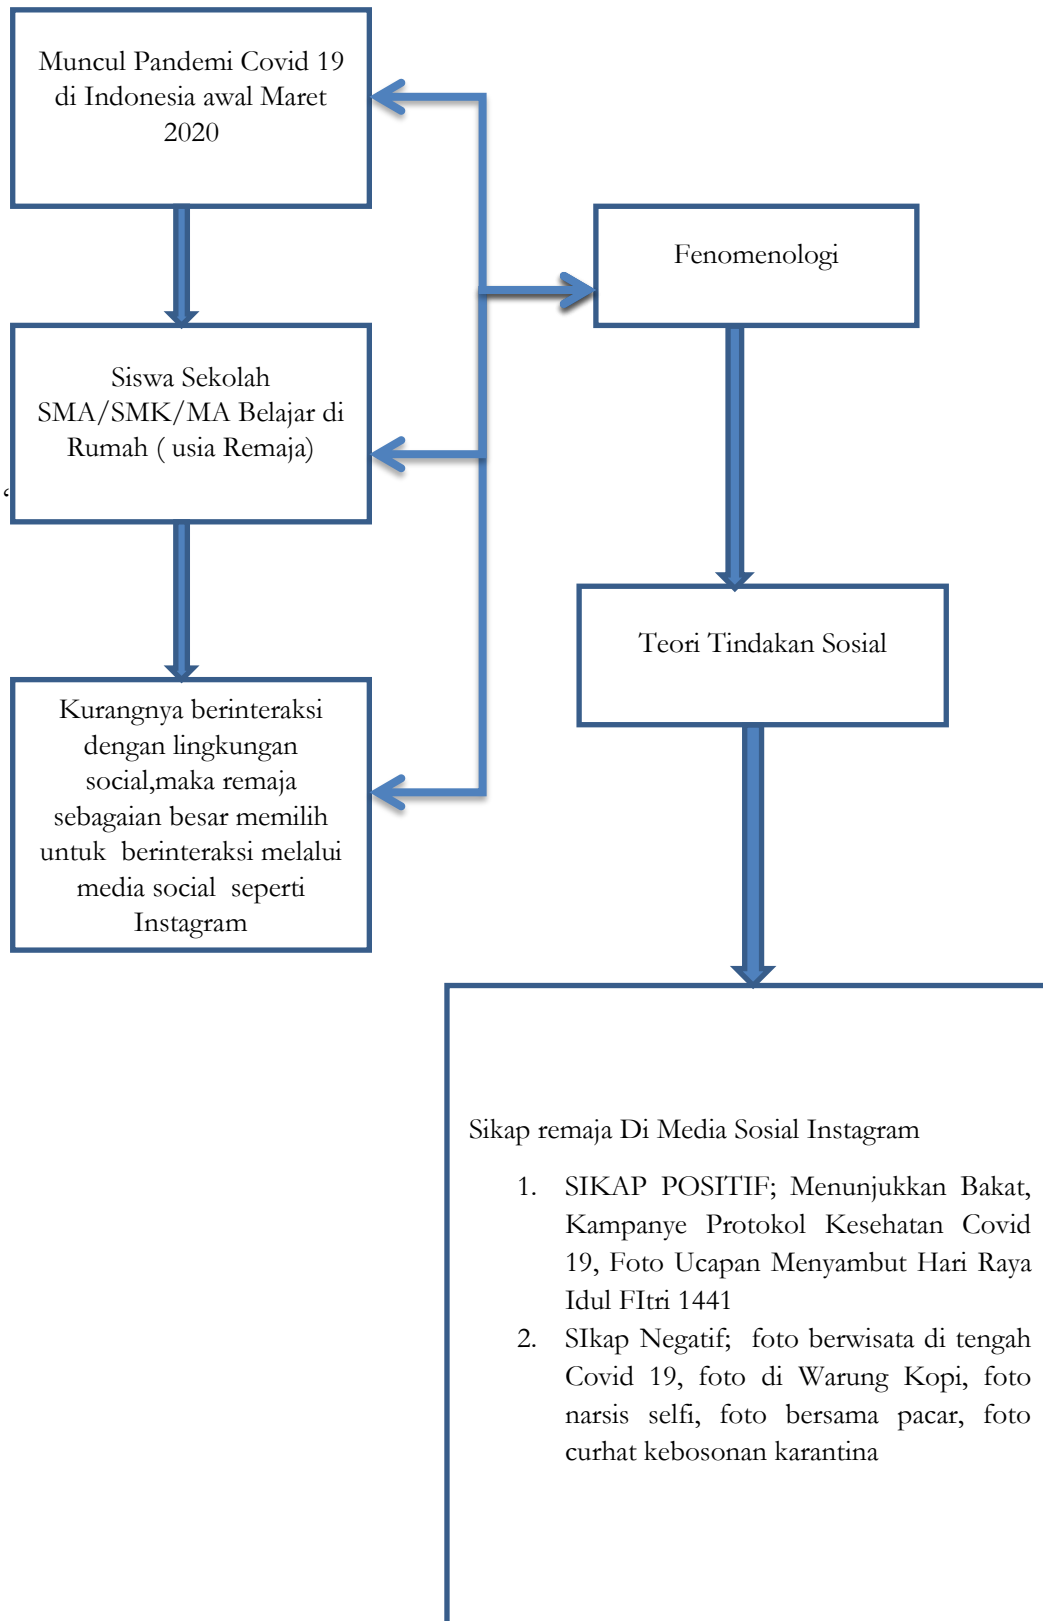 Muncul Pandemi Covid 19
di Indonesia awal Maret
2020
Fenomenologi
Siswa Sekolah
SMA/SMK/MA Belajar di
Rumah ( usia Remaja)
‘
Teori Tindakan Sosial
Kurangnya berinteraksi
dengan lingkungan
social,maka remaja
sebagaian besar memilih
untuk berinteraksi melalui
media social seperti
Instagram
Sikap remaja Di Media Sosial Instagram
1. SIKAP POSITIF; Menunjukkan Bakat,
Kampanye Protokol Kesehatan Covid
19, Foto Ucapan Menyambut Hari Raya
Idul FItri 1441
2. SIkap Negatif; foto berwisata di tengah
Covid 19, foto di Warung Kopi, foto
narsis selfi, foto bersama pacar, foto
curhat kebosonan karantina